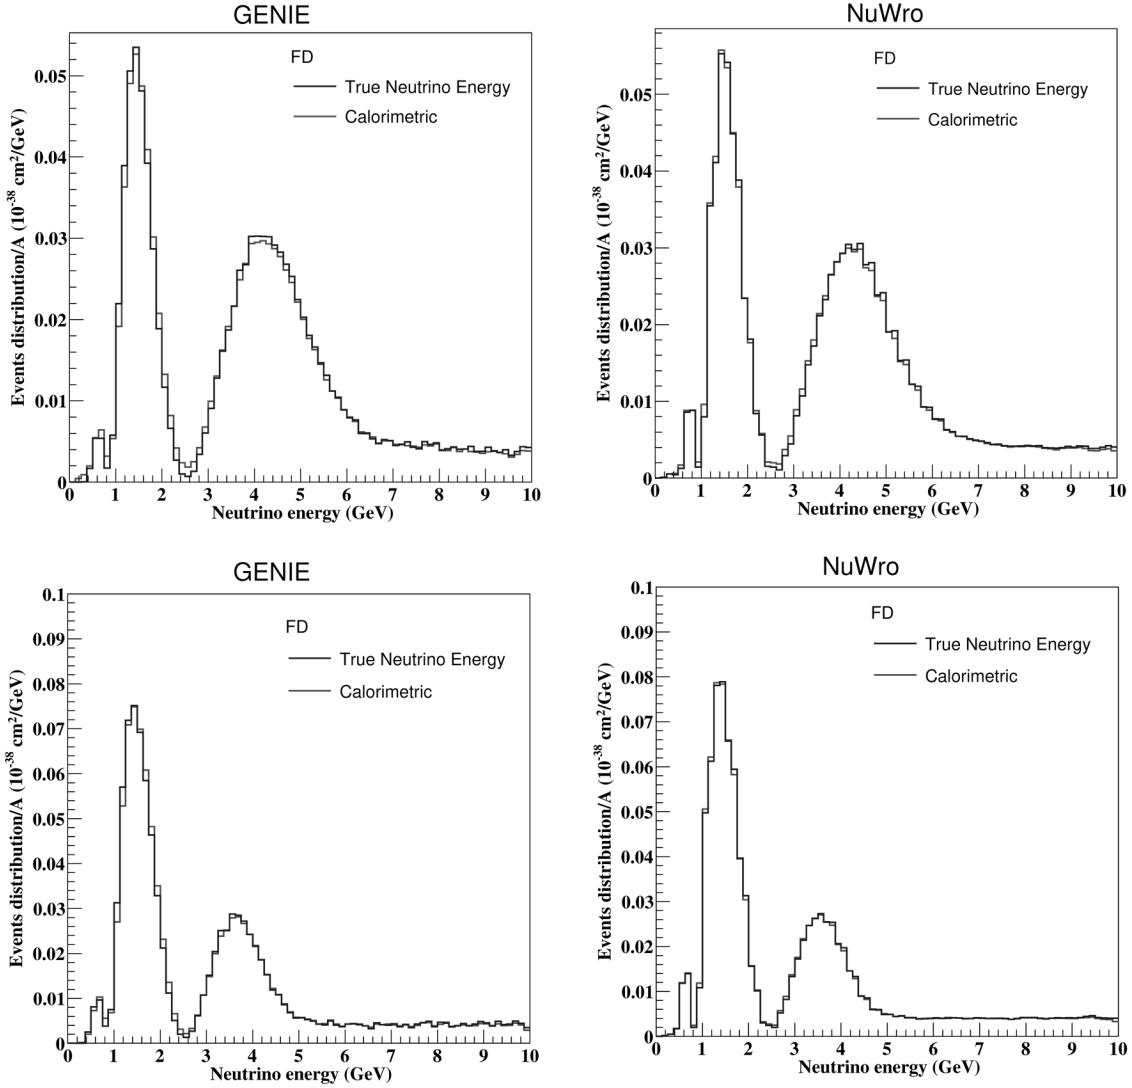 GENIE
FD
True Neutrino Energy
Calorimetric
Events distribution/A (10⁻³⁸ cm²/GeV)
0.05
0.04
0.03
0.02
0.01
0
0 1 2 3 4 5 6 7 8 9 10
Neutrino energy (GeV)
NuWro
FD
True Neutrino Energy
Calorimetric
Events distribution/A (10⁻³⁸ cm²/GeV)
0.05
0.04
0.03
0.02
0.01
0
0 1 2 3 4 5 6 7 8 9 10
Neutrino energy (GeV)
GENIE
FD
True Neutrino Energy
Calorimetric
Events distribution/A (10⁻³⁸ cm²/GeV)
0.1
0.09
0.08
0.07
0.06
0.05
0.04
0.03
0.02
0.01
0
0 1 2 3 4 5 6 7 8 9 10
Neutrino energy (GeV)
NuWro
FD
True Neutrino Energy
Calorimetric
Events distribution/A (10⁻³⁸ cm²/GeV)
0.1
0.09
0.08
0.07
0.06
0.05
0.04
0.03
0.02
0.01
0
0 1 2 3 4 5 6 7 8 9 10
Neutrino energy (GeV)